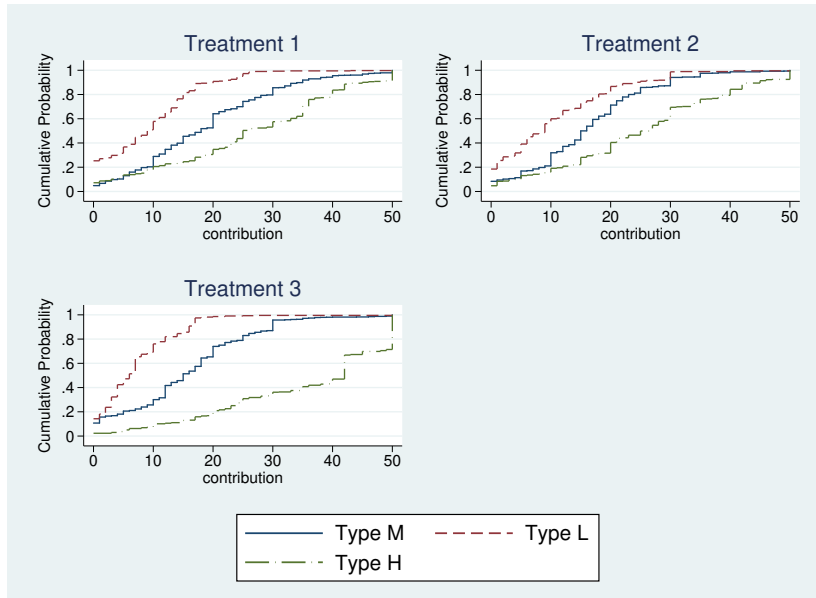 Treatment 1
Cumulative Probability
1
.8
.6
.4
.2
0
0 10 20 30 40 50
contribution
Treatment 2
Cumulative Probability
1
.8
.6
.4
.2
0
0 10 20 30 40 50
contribution
Treatment 3
Cumulative Probability
1
.8
.6
.4
.2
0
0 10 20 30 40 50
contribution
Type M Type L
Type H